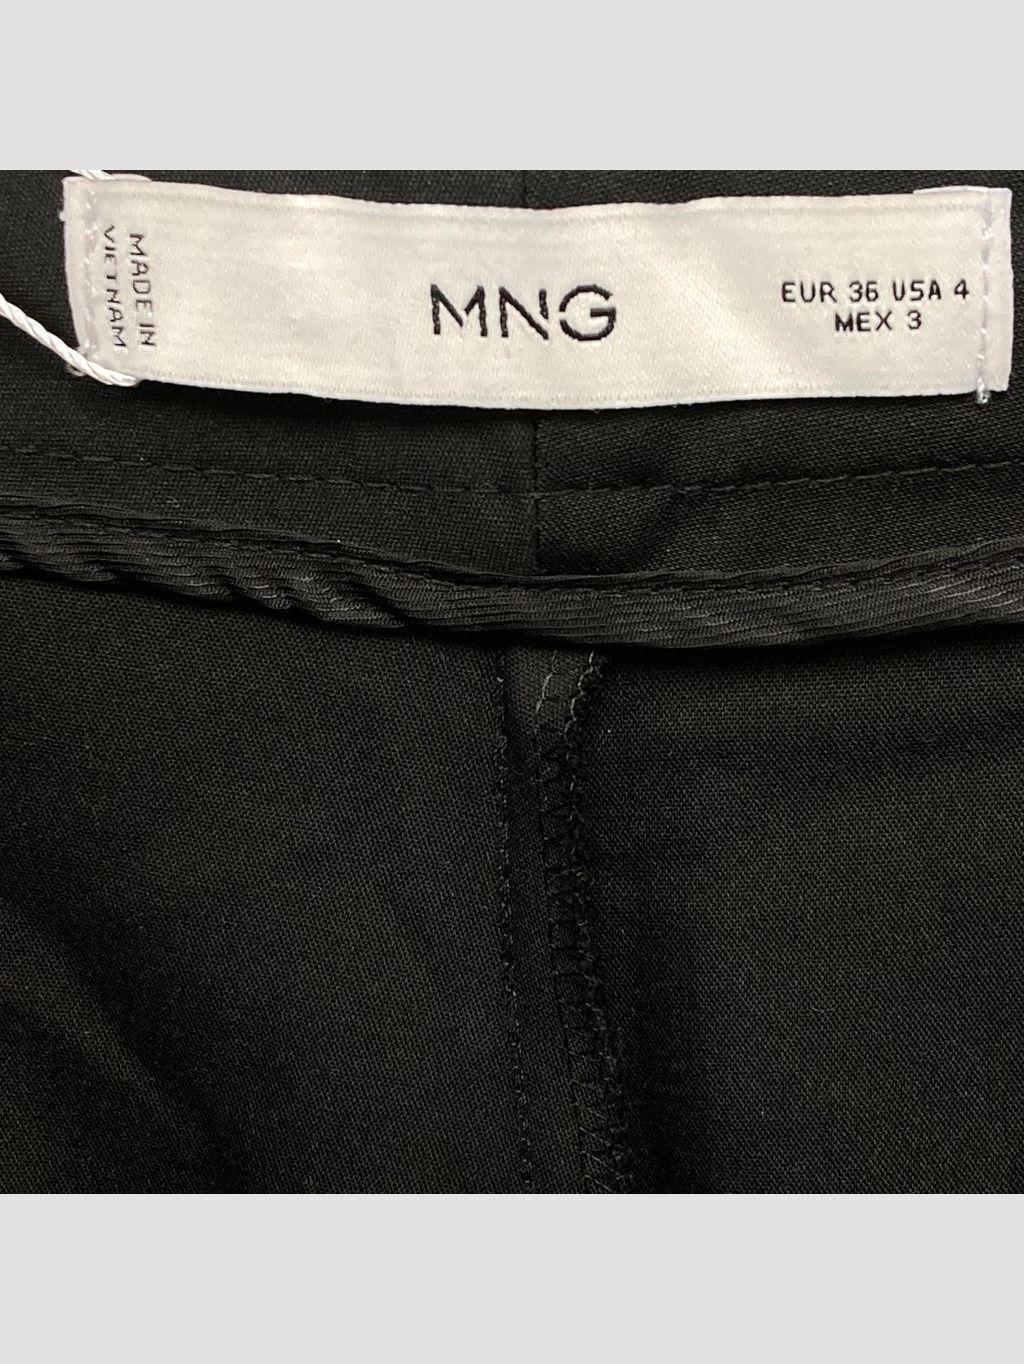 MADE IN
VIETNAM
MNG
EUR 36 USA 4
MEX 3